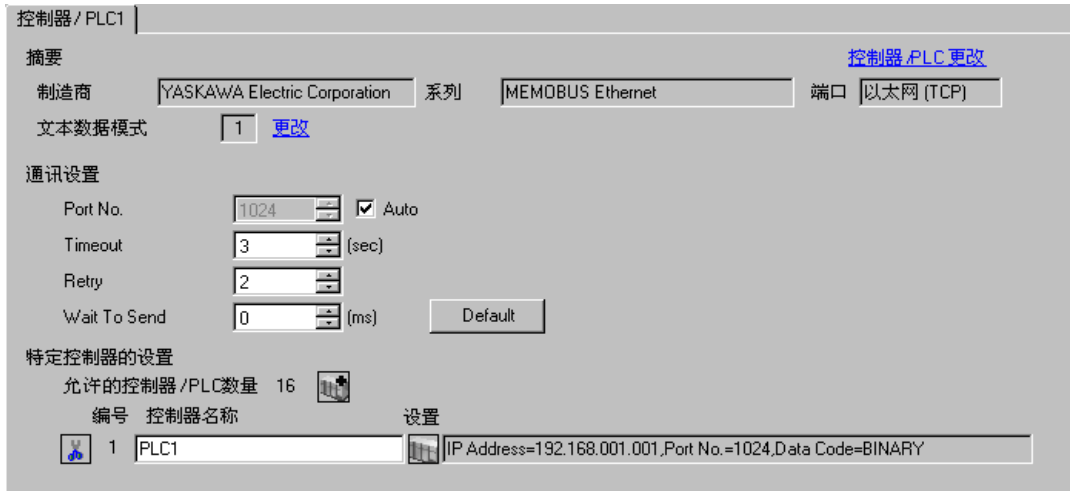 控制器/ PLC1
摘要
控制器/PLC 更改
制造商 YASKAWA Electric Corporation 系列 MEMOBUS Ethernet 端口 以太网 (TCP)
文本数据模式 1 更改
通讯设置
Port No. 1024 Auto
Timeout 3 (sec)
Retry 2
Wait To Send 0 (ms) Default
特定控制器的设置
允许的控制器/PLC数量 16
编号 控制器名称 设置
1 PLC1 IP Address=192.168.001.001,Port No.=1024,Data Code=BINARY